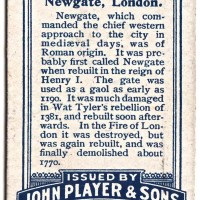 Newgate, London.
Newgate, which com-
manded the chief western
approach to the city in
mediæval days, was of
Roman origin. It was prob-
ably first called Newgate
when rebuilt in the reign of
Henry I. The gate was
used as a gaol as early as
1190. It was much damaged
in Wat Tyler's rebellion of
1381, and rebuilt soon after-
wards. In the Fire of Lon-
don it was destroyed, but
was again rebuilt, and was
finally demolished about
1770.
ISSUED BY
JOHN PLAYER & SONS